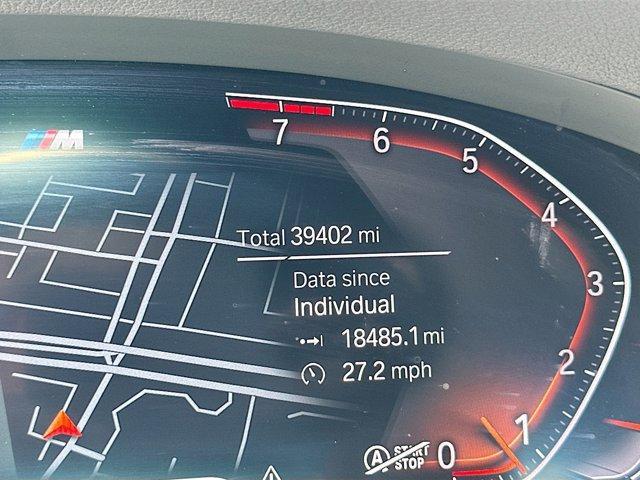 M
7
6
5
4
3
2
1
0
Total 39402 mi
Data since
Individual
18485.1 mi
27.2 mph
A START
STOP